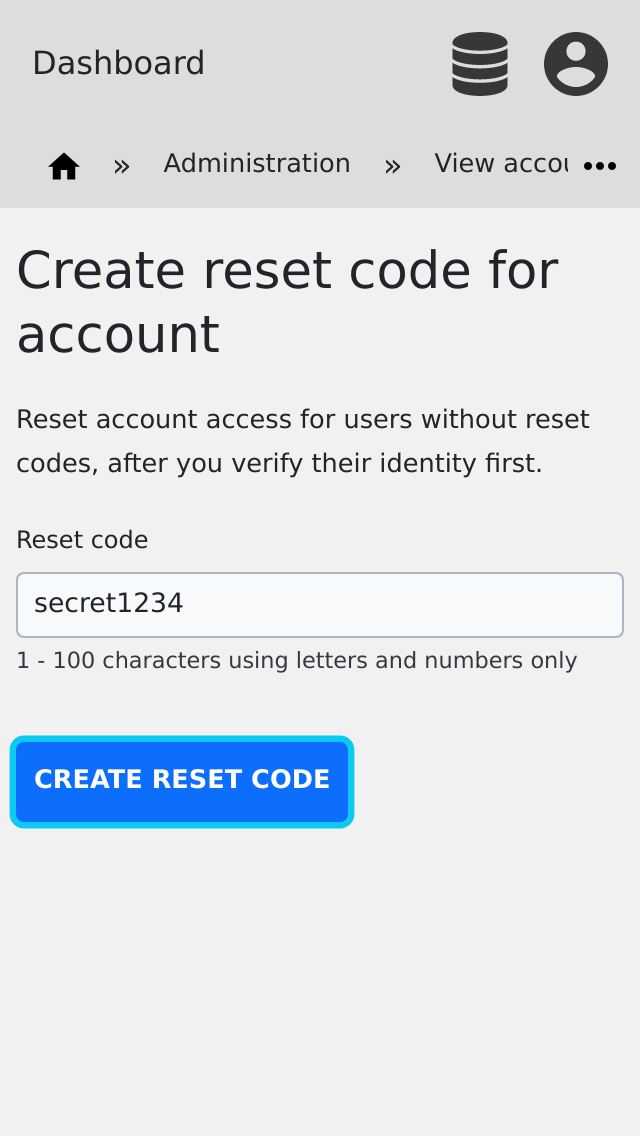 Dashboard
» Administration » View accou
Create reset code for
account
Reset account access for users without reset
codes, after you verify their identity first.
Reset code
secret1234
1 - 100 characters using letters and numbers only
CREATE RESET CODE